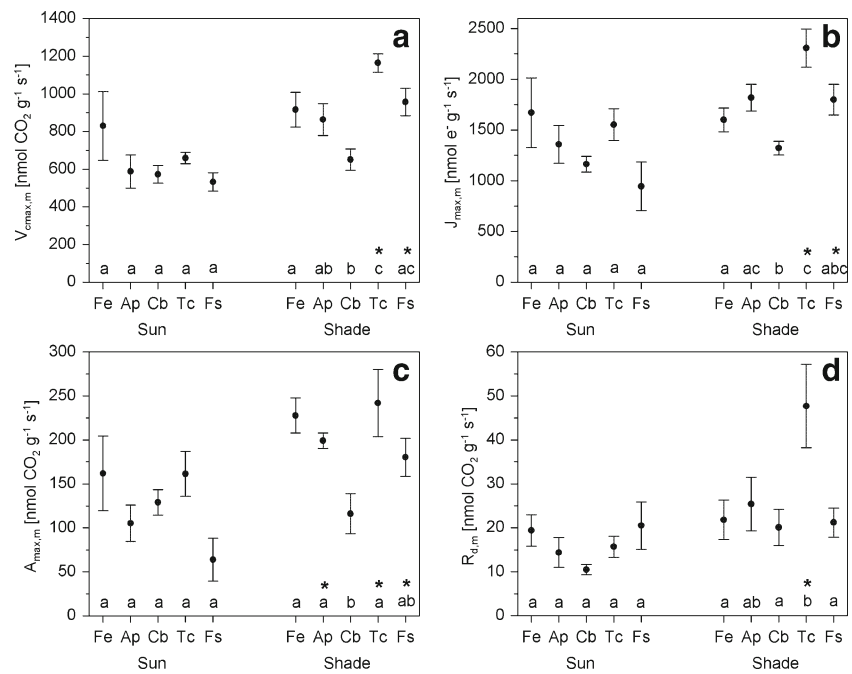 a
V_cmax,m [nmol CO₂ g⁻¹ s⁻¹]
1400
1200
1000
800
600
400
200
0
* *
a a a a a a ab b c ac
Fe Ap Cb Tc Fs Fe Ap Cb Tc Fs
Sun Shade
b
J_max,m [nmol e⁻ g⁻¹ s⁻¹]
2500
2000
1500
1000
500
0
* *
a a a a a a ac b c abc
Fe Ap Cb Tc Fs Fe Ap Cb Tc Fs
Sun Shade
c
A_max,m [nmol CO₂ g⁻¹ s⁻¹]
300
250
200
150
100
50
0
* * *
a a a a a a a b a ab
Fe Ap Cb Tc Fs Fe Ap Cb Tc Fs
Sun Shade
d
R_d,m [nmol CO₂ g⁻¹ s⁻¹]
60
50
40
30
20
10
0
*
a a a a a a ab a b a
Fe Ap Cb Tc Fs Fe Ap Cb Tc Fs
Sun Shade